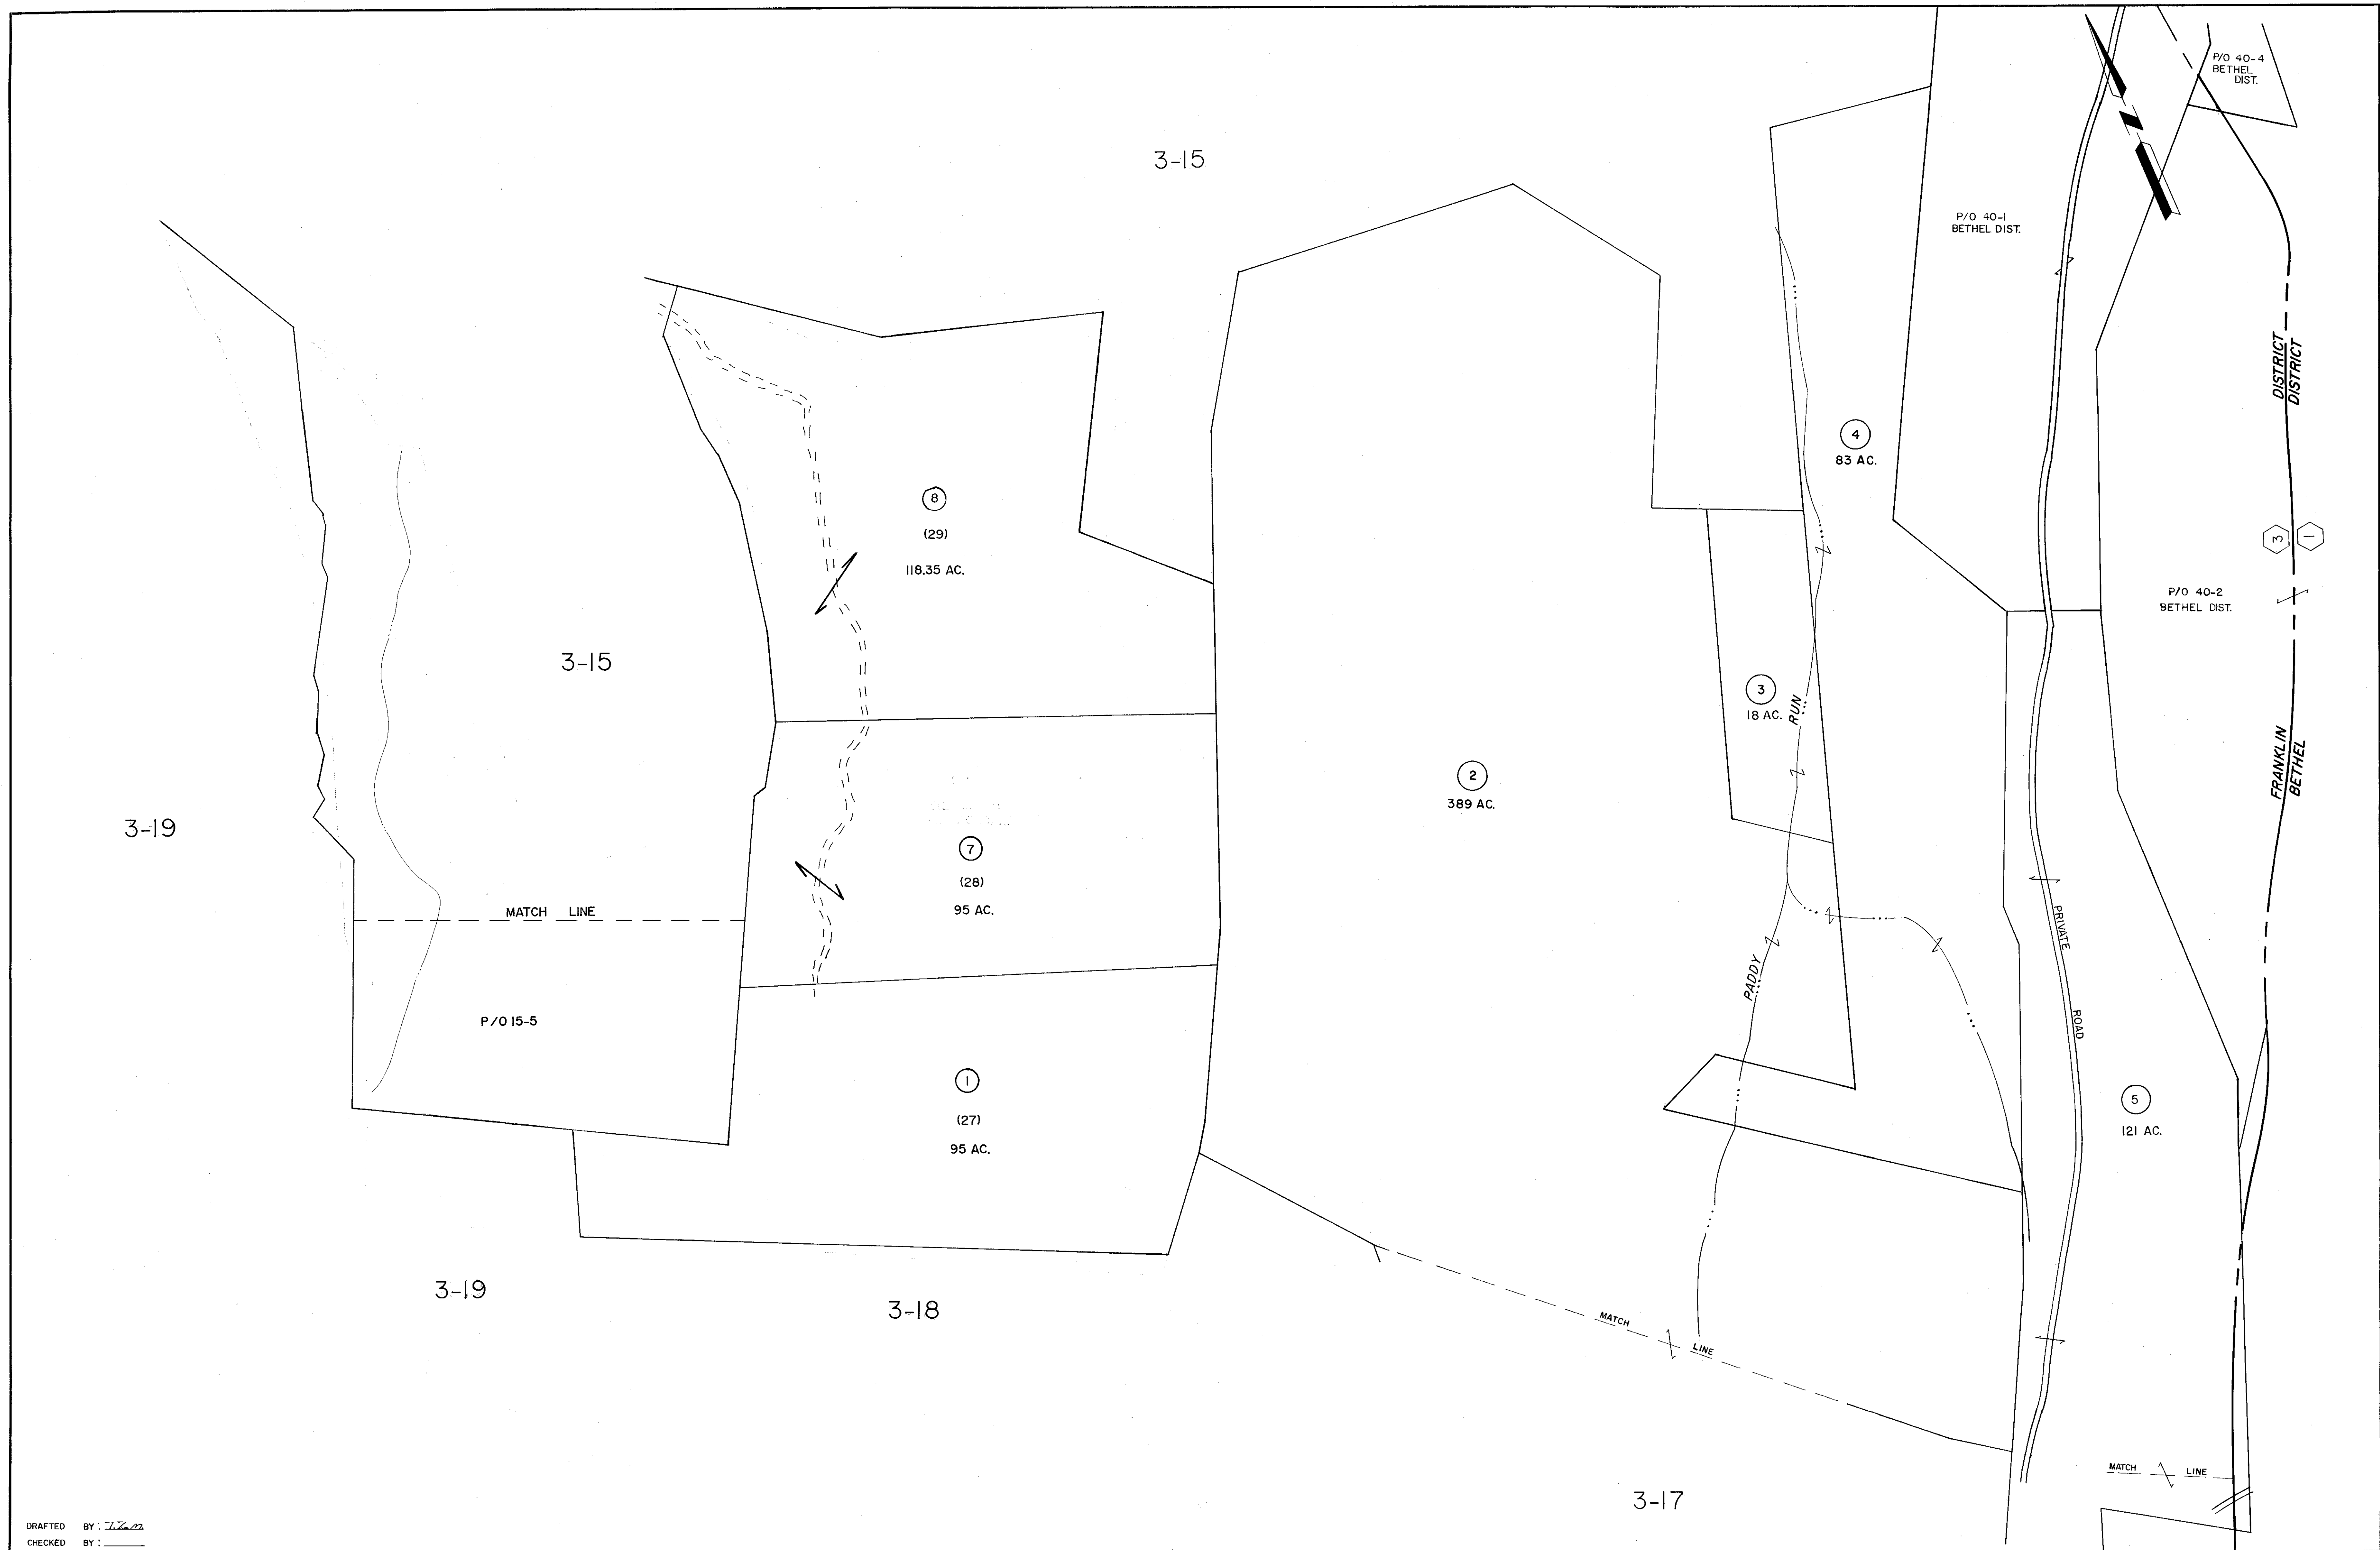 3-15
P/O 40-4
BETHEL
DIST.
P/O 40-1
BETHEL DIST.
DISTRICT
DISTRICT
4
83 AC.
8
(29)
118.35 AC.
3
1
P/O 40-2
BETHEL DIST.
3-15
3
18 AC.
RUN
FRANKLIN
BETHEL
2
389 AC.
3-19
7
(28)
95 AC.
MATCH LINE
PRIVATE
ROAD
PADDY
P/O 15-5
1
(27)
95 AC.
5
121 AC.
3-19
3-18
MATCH
LINE
MATCH LINE
3-17
DRAFTED BY:
CHECKED BY: